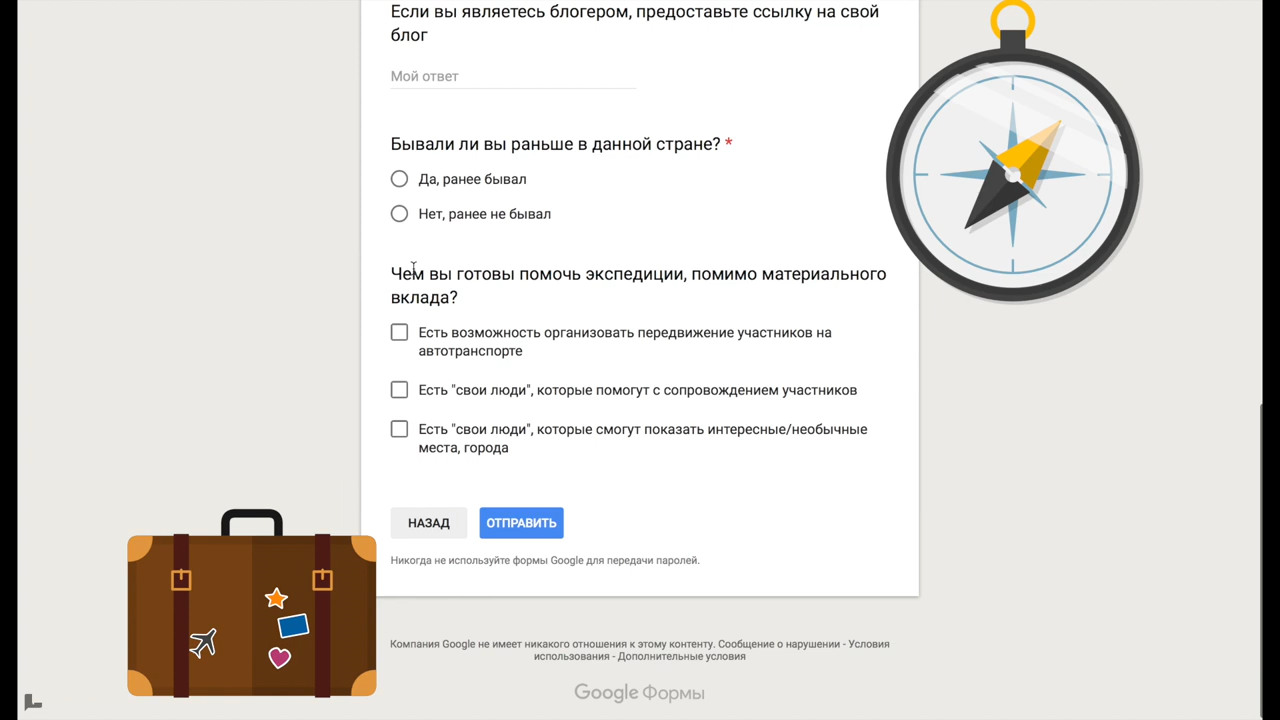 Если вы являетесь блогером, предоставьте ссылку на свой
блог
Мой ответ
Бывали ли вы раньше в данной стране? *
Да, ранее бывал
Нет, ранее не бывал
Чем вы готовы помочь экспедиции, помимо материального
вклада?
Есть возможность организовать передвижение участников на
автотранспорте
Есть "свои люди", которые помогут с сопровождением участников
Есть "свои люди", которые смогут показать интересные/необычные
места, города
НАЗАД
ОТПРАВИТЬ
Никогда не используйте формы Google для передачи паролей.
Компания Google не имеет никакого отношения к этому контенту. Сообщение о нарушении - Условия
использования - Дополнительные условия
Google Формы